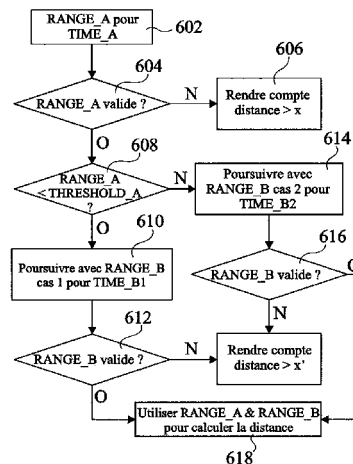 RANGE_A pour
TIME_A
602
604
RANGE_A valide ?
N
606
Rendre compte
distance > x
O
608
RANGE_A
< THRESHOLD_A
?
N
614
Poursuivre avec
RANGE_B cas 2 pour
TIME_B2
O
610
Poursuivre avec RANGE_B
cas 1 pour TIME_B1
616
RANGE_B valide ?
O
N
612
RANGE_B valide ?
N
Rendre compte
distance > x'
O
Utiliser RANGE_A & RANGE_B
pour calculer la distance
618